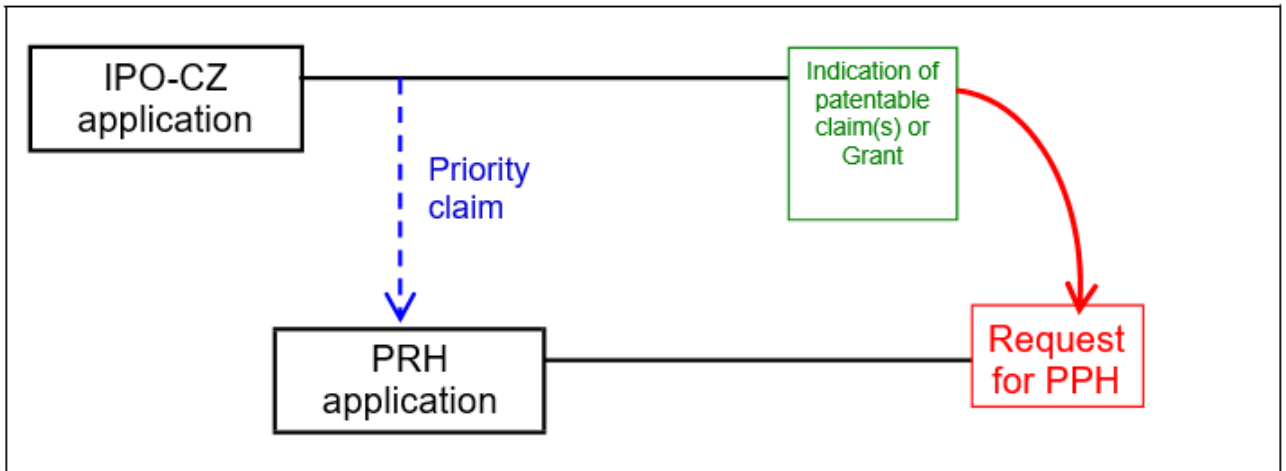 IPO-CZ
application
Indication of
patentable
claim(s) or
Grant
Priority
claim
PRH
application
Request
for PPH